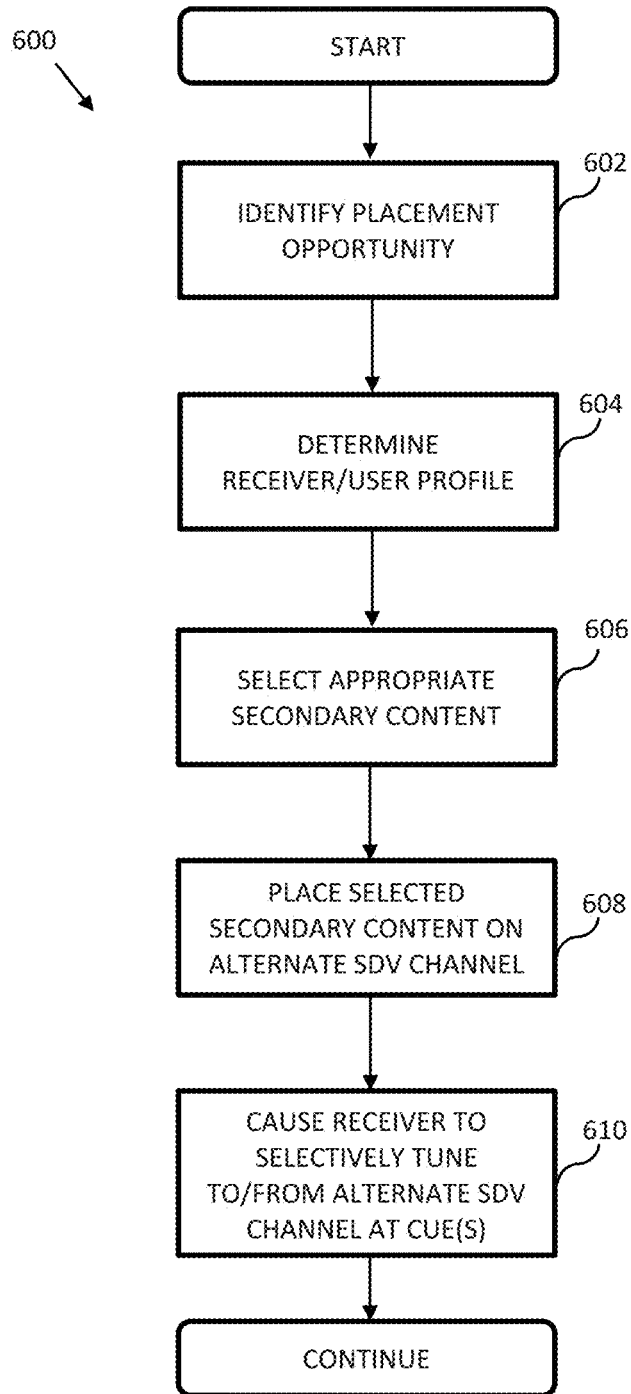 600
START
602
IDENTIFY PLACEMENT
OPPORTUNITY
604
DETERMINE
RECEIVER/USER PROFILE
606
SELECT APPROPRIATE
SECONDARY CONTENT
608
PLACE SELECTED
SECONDARY CONTENT ON
ALTERNATE SDV CHANNEL
610
CAUSE RECEIVER TO
SELECTIVELY TUNE
TO/FROM ALTERNATE SDV
CHANNEL AT CUE(S)
CONTINUE